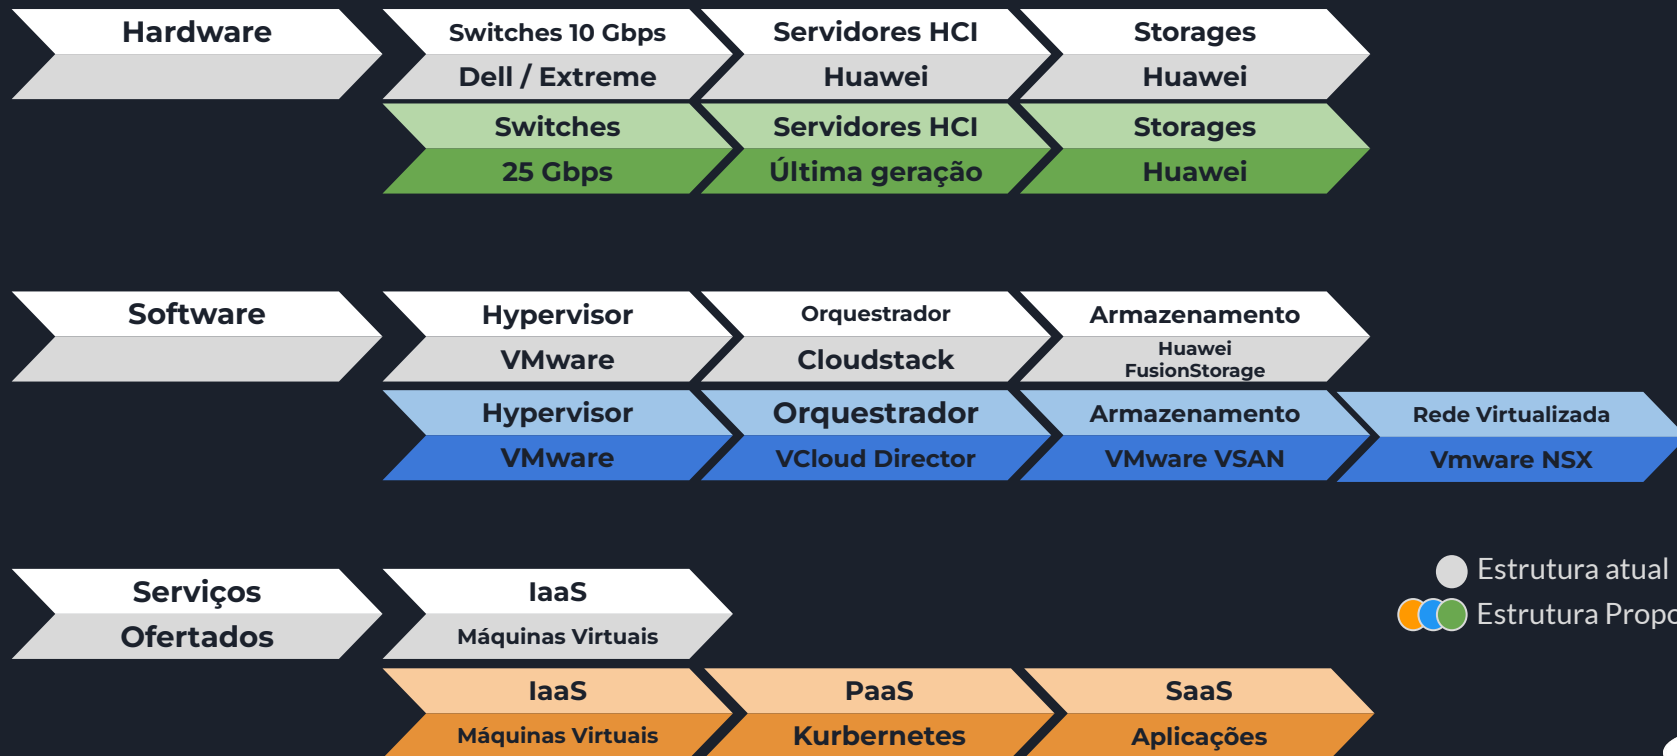 Hardware
Switches 10 Gbps
Dell / Extreme
Servidores HCI
Huawei
Storages
Huawei
Switches
25 Gbps
Servidores HCI
Última geração
Storages
Huawei
Software
Hypervisor
VMware
Orquestrador
Cloudstack
Armazenamento
Huawei
FusionStorage
Hypervisor
VMware
Orquestrador
VCloud Director
Armazenamento
VMware VSAN
Rede Virtualizada
Vmware NSX
Estrutura atual
Estrutura Propo
Serviços
Ofertados
IaaS
Máquinas Virtuais
IaaS
Máquinas Virtuais
PaaS
Kurbernetes
SaaS
Aplicações